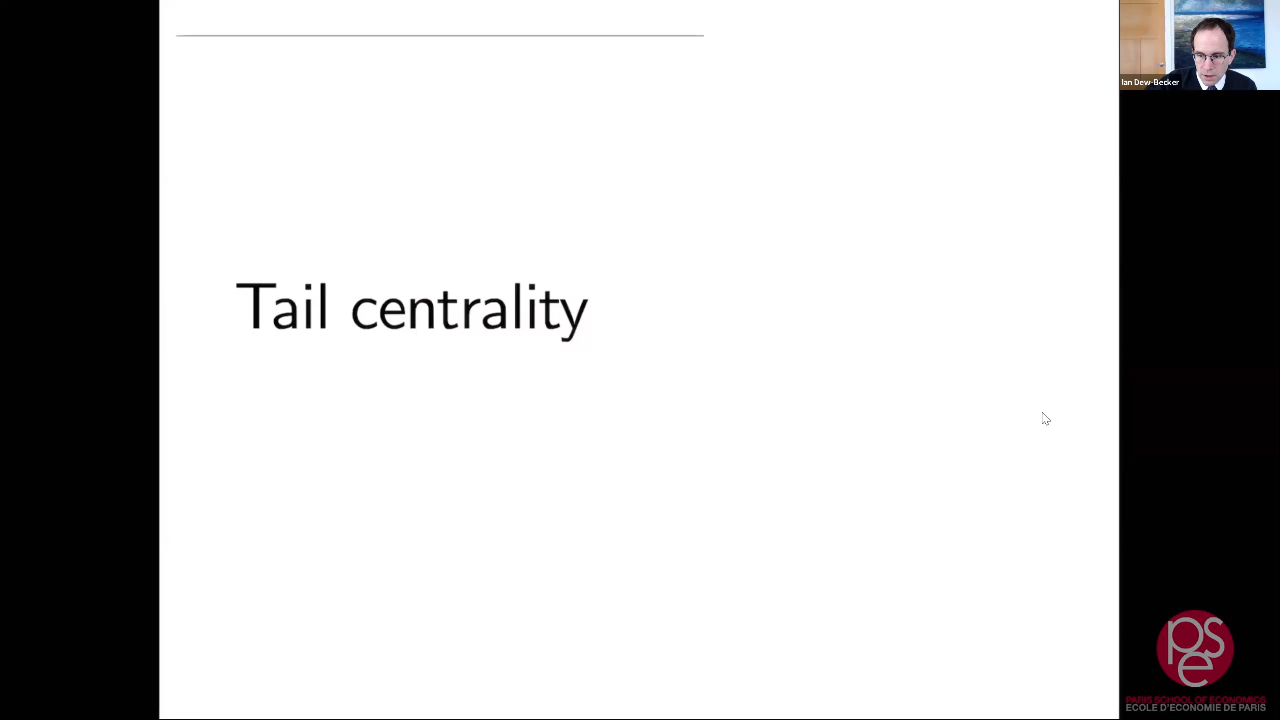 Tail centrality
Ian Dew-Becker
pse
PARIS SCHOOL OF ECONOMICS
ECOLE D'ECONOMIE DE PARIS